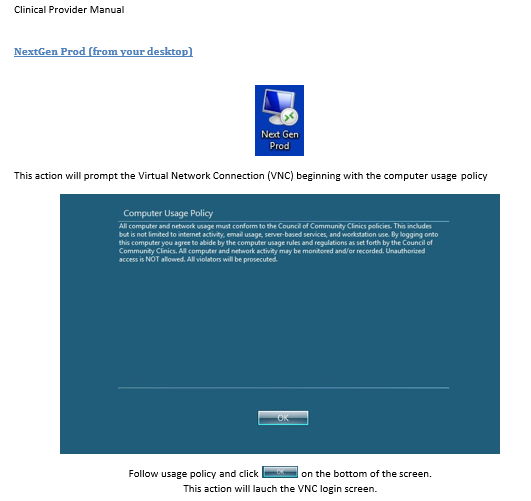 Clinical Provider Manual
NextGen Prod (from your desktop)
Next Gen
Prod
This action will prompt the Virtual Network Connection (VNC) beginning with the computer usage policy
Computer Usage Policy
All computer and network usage must conform to the Council of Community Clinics policies. This includes
but is not limited to internet activity, email usage, server-based services, and workstation use. By logging onto
this computer you agree to abide by the computer usage rules and regulations as set forth by the Council of
Community Clinics. All computer and network activity may be monitored and/or recorded. Unauthorized
access is NOT allowed. All violators will be prosecuted.
OK
Follow usage policy and click OK on the bottom of the screen.
This action will lauch the VNC login screen.